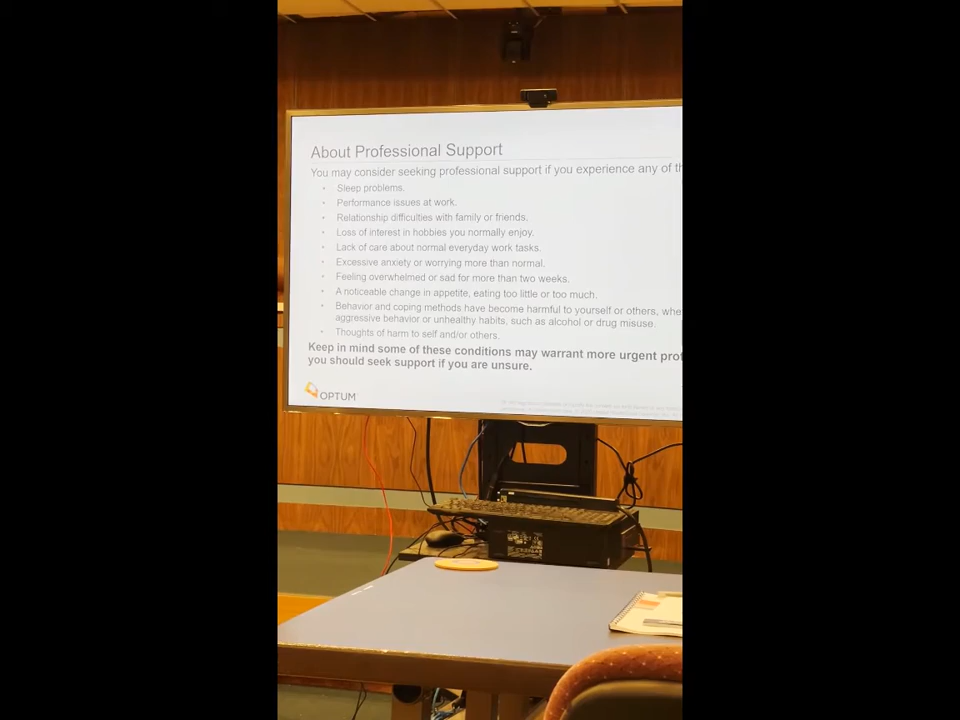 About Professional Support
You may consider seeking professional support if you experience any of th
• Sleep problems.
• Performance issues at work.
• Relationship difficulties with family or friends.
• Loss of interest in hobbies you normally enjoy.
• Lack of care about normal everyday work tasks.
• Excessive anxiety or worrying more than normal.
• Feeling overwhelmed or sad for more than two weeks.
• A noticeable change in appetite, eating too little or too much.
• Behavior and coping methods have become harmful to yourself or others, whe
aggressive behavior or unhealthy habits, such as alcohol or drug misuse.
• Thoughts of harm to self and/or others.
Keep in mind some of these conditions may warrant more urgent prof
you should seek support if you are unsure.
OPTUM